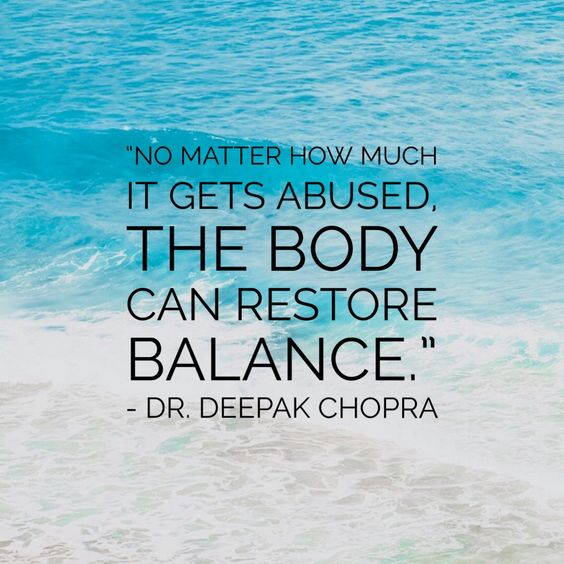 “NO MATTER HOW MUCH
IT GETS ABUSED,
THE BODY
CAN RESTORE
BALANCE.”
- DR. DEEPAK CHOPRA